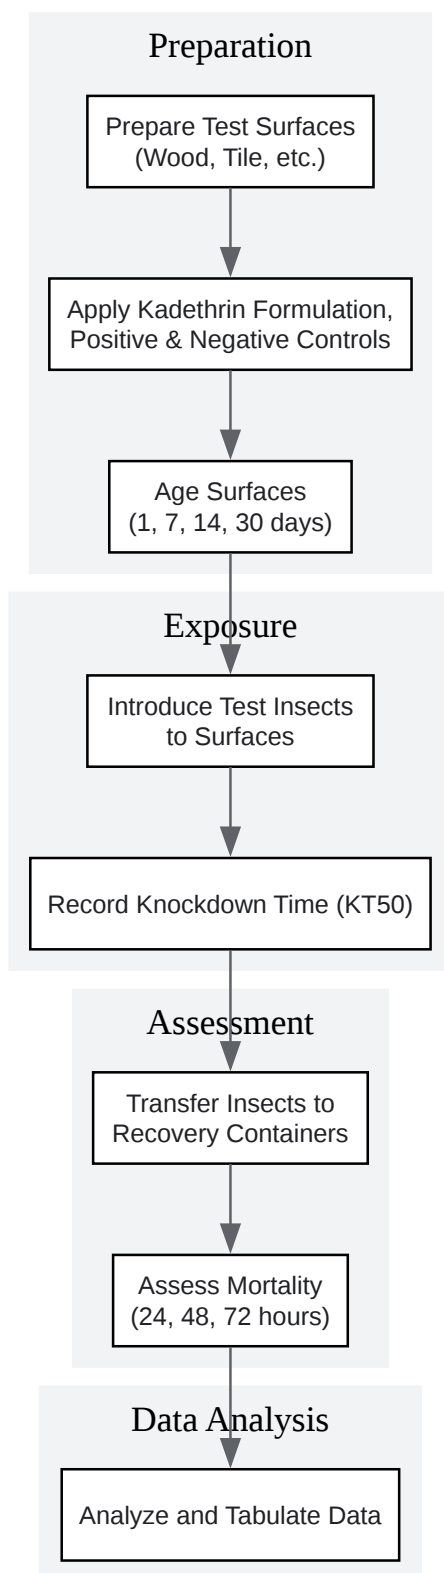 Preparation
Prepare Test Surfaces
(Wood, Tile, etc.)
Apply Kadethrin Formulation,
Positive & Negative Controls
Age Surfaces
(1, 7, 14, 30 days)
Exposure
Introduce Test Insects
to Surfaces
Record Knockdown Time (KT50)
Assessment
Transfer Insects to
Recovery Containers
Assess Mortality
(24, 48, 72 hours)
Data Analysis
Analyze and Tabulate Data